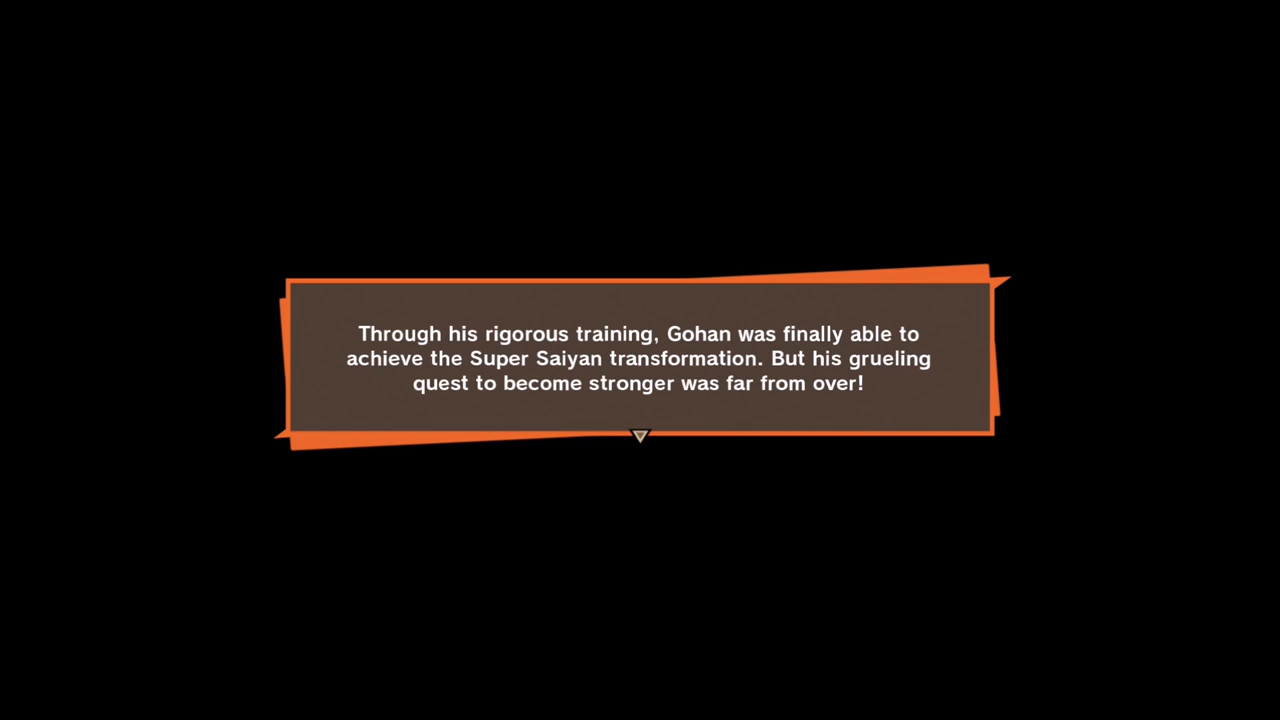 Through his rigorous training, Gohan was finally able to
achieve the Super Saiyan transformation. But his grueling
quest to become stronger was far from over!